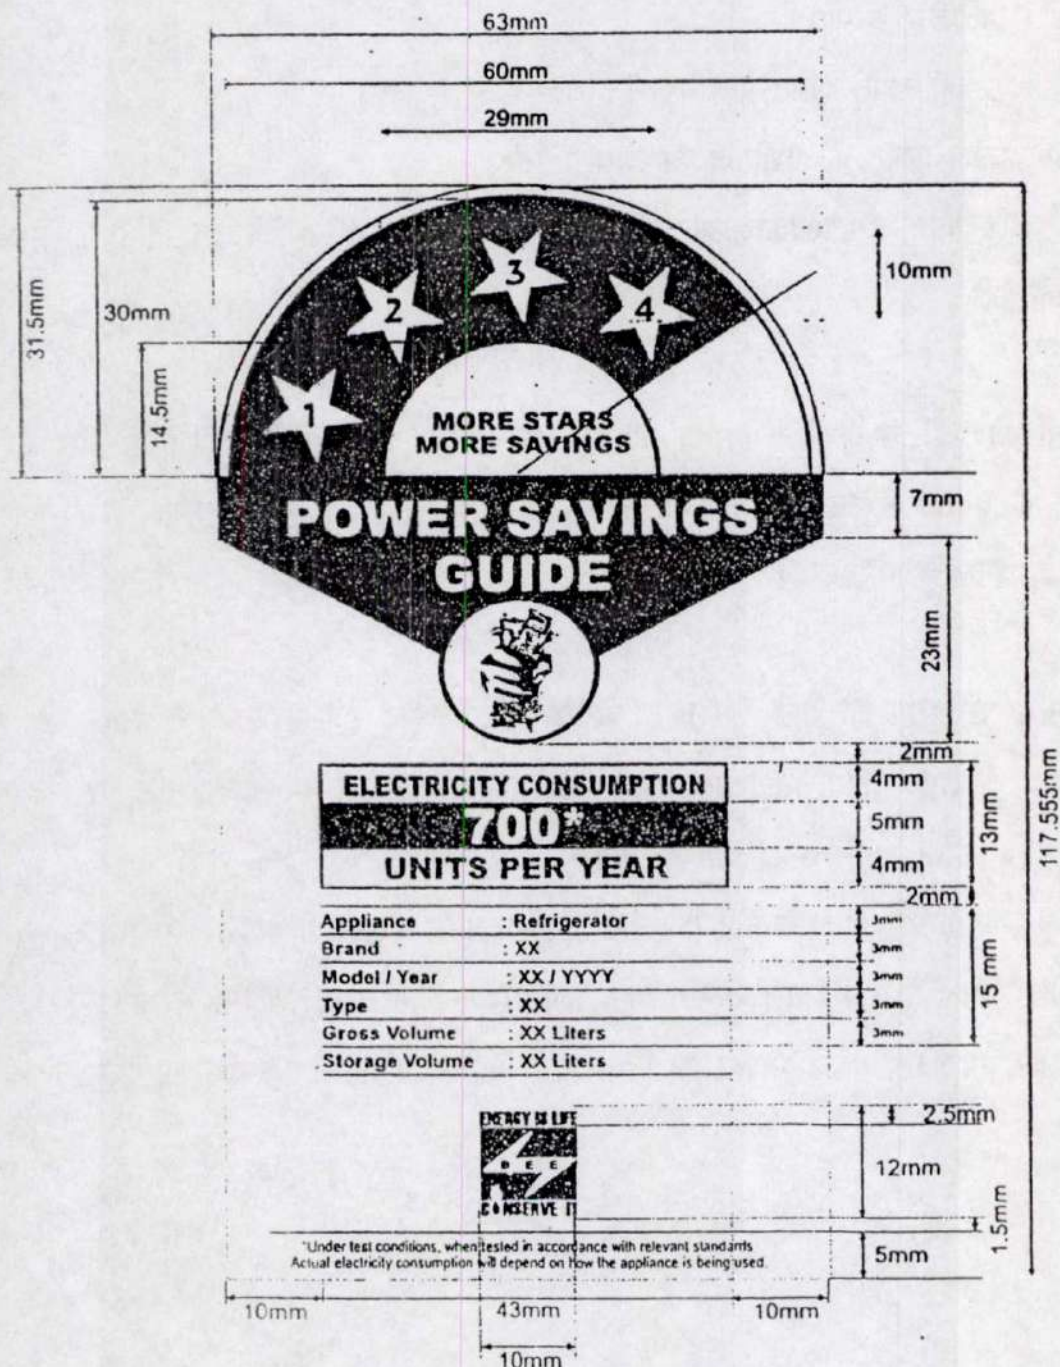 63mm
60mm
29mm
31.5mm
30mm
14.5mm
10mm
1
2
3
4
MORE STARS
MORE SAVINGS
POWER SAVINGS
GUIDE
7mm
23mm
117.555mm
2mm
ELECTRICITY CONSUMPTION
4mm
700*
5mm
13mm
UNITS PER YEAR
4mm
2mm
Appliance : Refrigerator
3mm
Brand : XX
3mm
Model / Year : XX / YYYY
3mm
15 mm
Type : XX
3mm
Gross Volume : XX Liters
3mm
Storage Volume : XX Liters
ENERGY IS LIFE
2.5mm
BEE
12mm
CONSERVE IT
1.5mm
*Under test conditions, when tested in accordance with relevant standards
Actual electricity consumption will depend on how the appliance is being used.
5mm
10mm 43mm 10mm
10mm